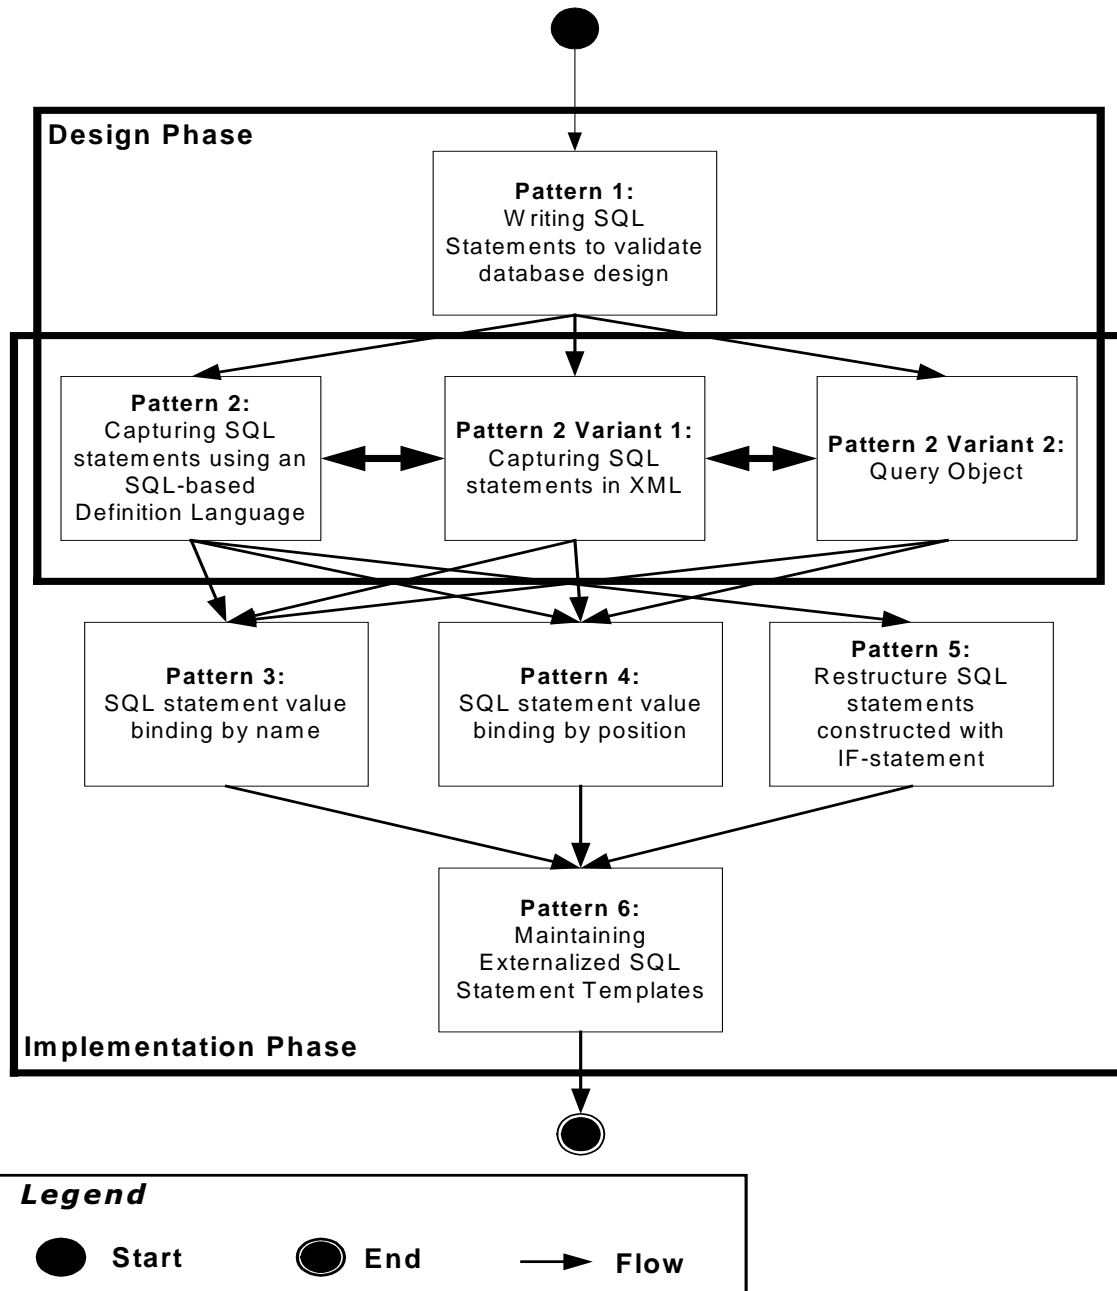 Design Phase
Pattern 1:
Writing SQL
Statements to validate
database design
Pattern 2:
Capturing SQL
statements using an
SQL-based
Definition Language
Pattern 2 Variant 1:
Capturing SQL
statements in XML
Pattern 2 Variant 2:
Query Object
Pattern 3:
SQL statement value
binding by name
Pattern 4:
SQL statement value
binding by position
Pattern 5:
Restructure SQL
statements
constructed with
IF-statement
Pattern 6:
Maintaining
Externalized SQL
Statement Templates
Implementation Phase
Legend
Start
End
Flow